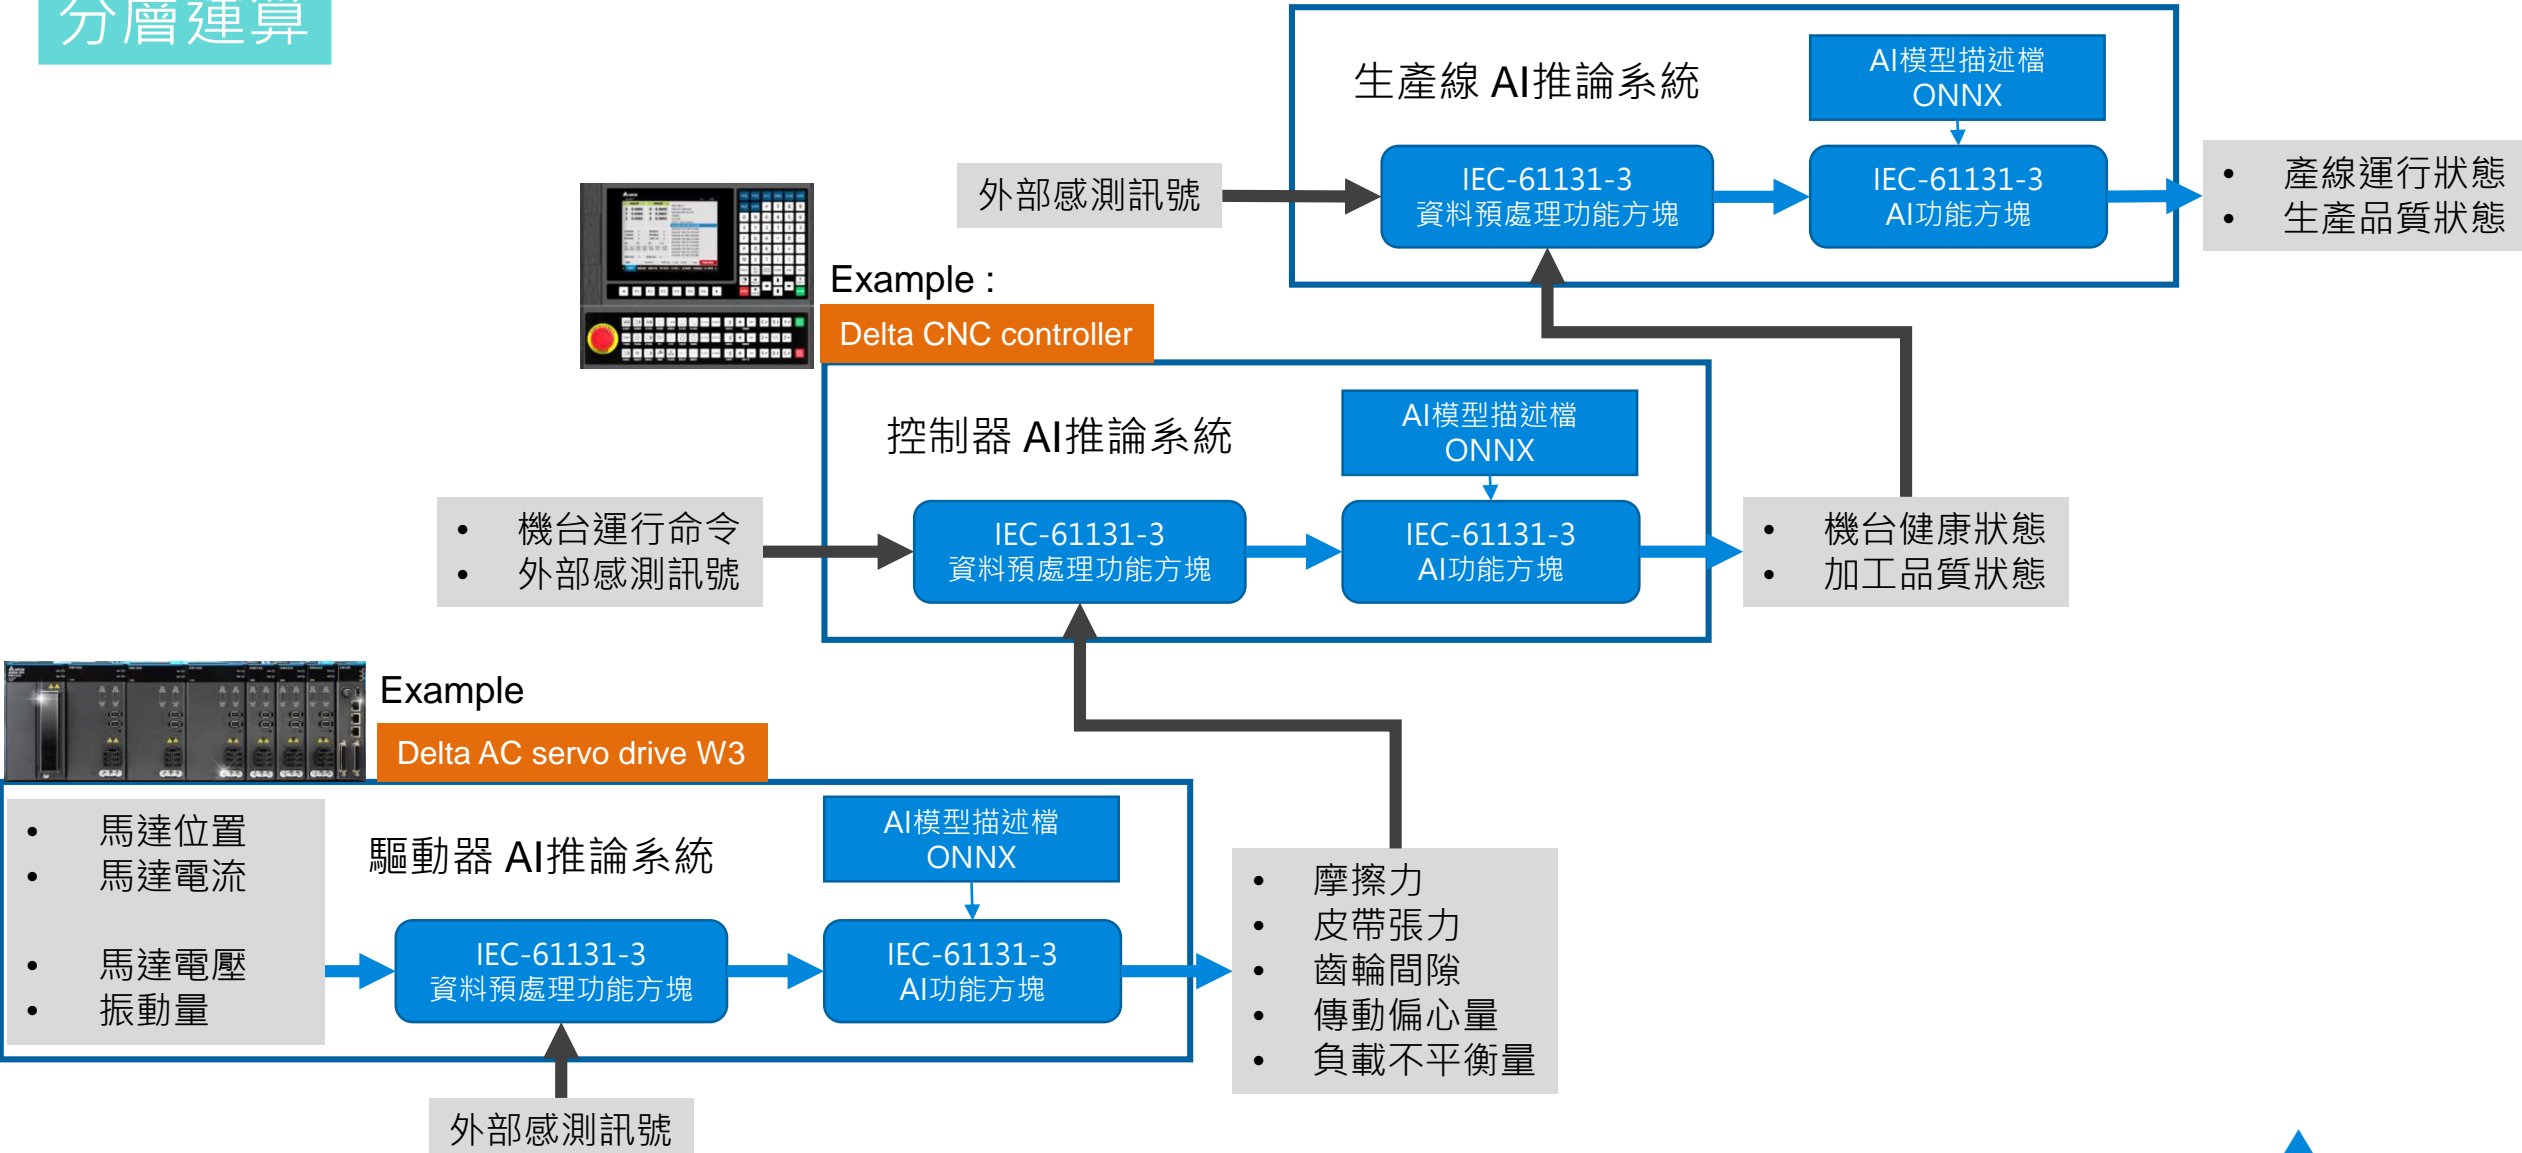 分層運算
生產線 AI推論系統
AI模型描述檔
ONNX
外部感測訊號
IEC-61131-3
資料預處理功能方塊
IEC-61131-3
AI功能方塊
• 產線運行狀態
• 生產品質狀態
Example :
Delta CNC controller
控制器 AI推論系統
AI模型描述檔
ONNX
• 機台運行命令
• 外部感測訊號
IEC-61131-3
資料預處理功能方塊
IEC-61131-3
AI功能方塊
• 機台健康狀態
• 加工品質狀態
Example
Delta AC servo drive W3
• 馬達位置
• 馬達電流
• 馬達電壓
• 振動量
驅動器 AI推論系統
AI模型描述檔
ONNX
IEC-61131-3
資料預處理功能方塊
IEC-61131-3
AI功能方塊
• 摩擦力
• 皮帶張力
• 齒輪間隙
• 傳動偏心量
• 負載不平衡量
外部感測訊號